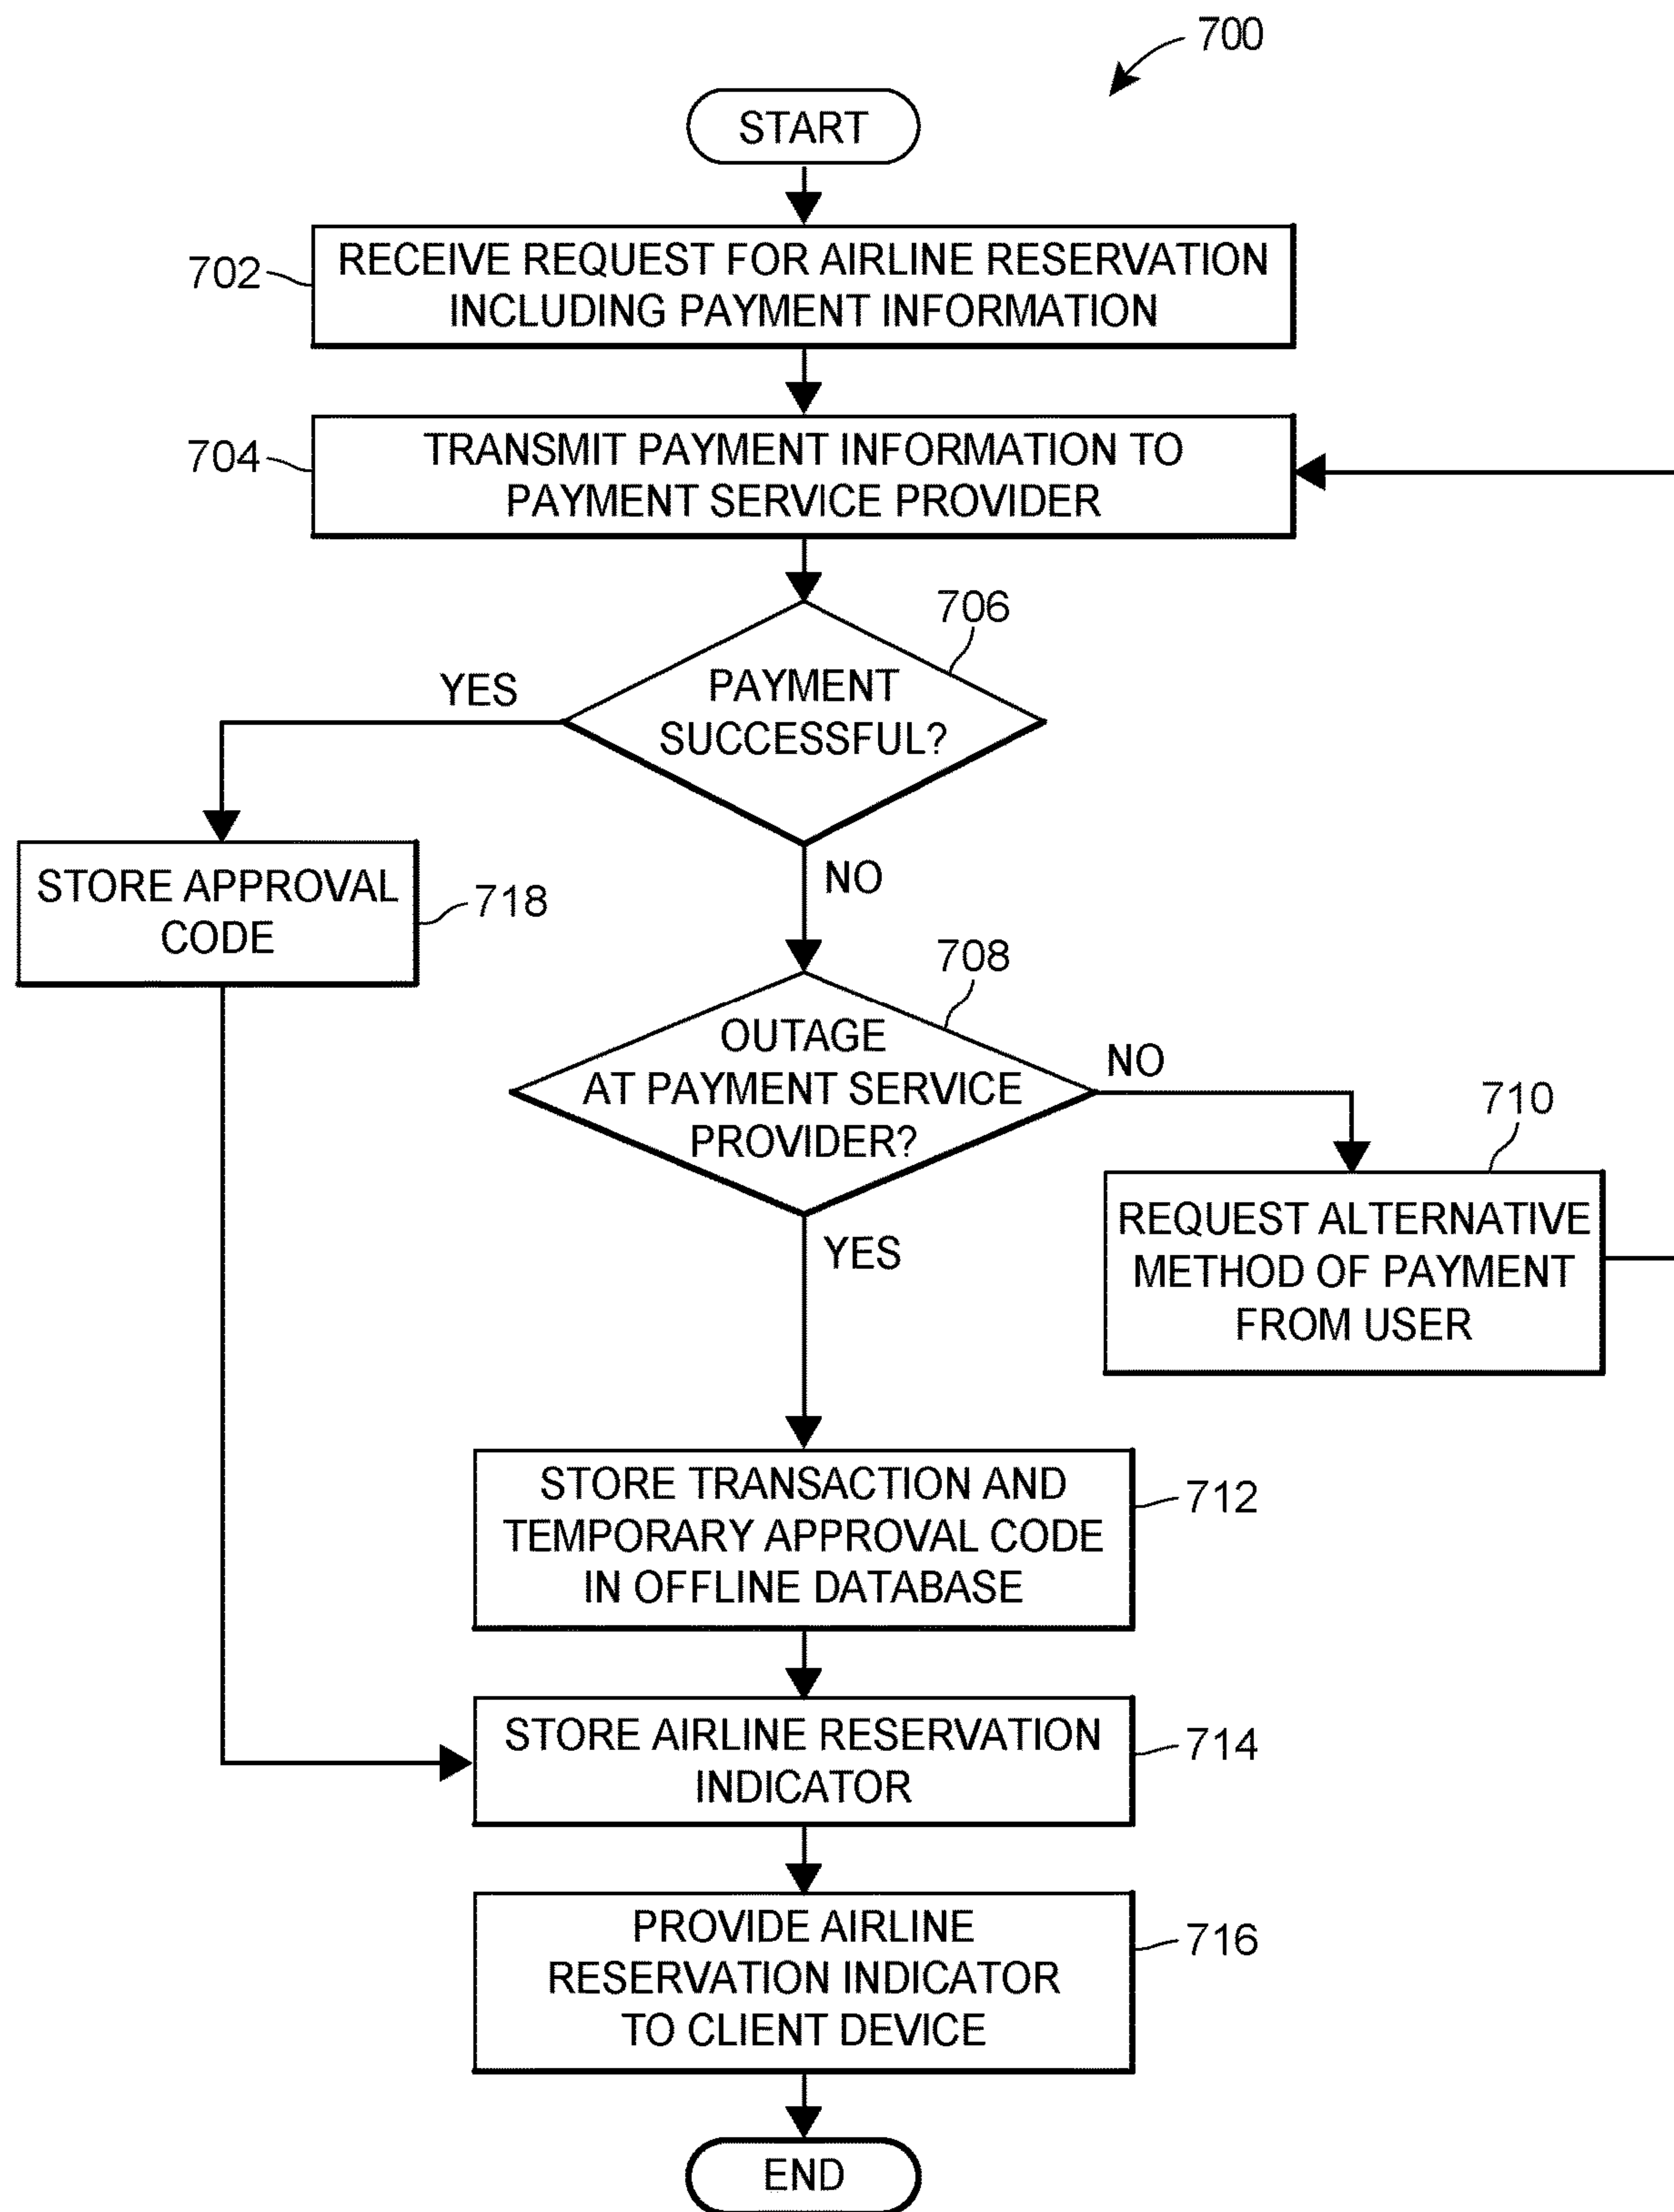 700
START
702
RECEIVE REQUEST FOR AIRLINE RESERVATION
INCLUDING PAYMENT INFORMATION
704
TRANSMIT PAYMENT INFORMATION TO
PAYMENT SERVICE PROVIDER
706
PAYMENT
SUCCESSFUL?
YES
NO
STORE APPROVAL
CODE
718
708
OUTAGE
AT PAYMENT SERVICE
PROVIDER?
NO
YES
710
REQUEST ALTERNATIVE
METHOD OF PAYMENT
FROM USER
STORE TRANSACTION AND
TEMPORARY APPROVAL CODE
IN OFFLINE DATABASE
712
STORE AIRLINE RESERVATION
INDICATOR
714
PROVIDE AIRLINE
RESERVATION INDICATOR
TO CLIENT DEVICE
716
END